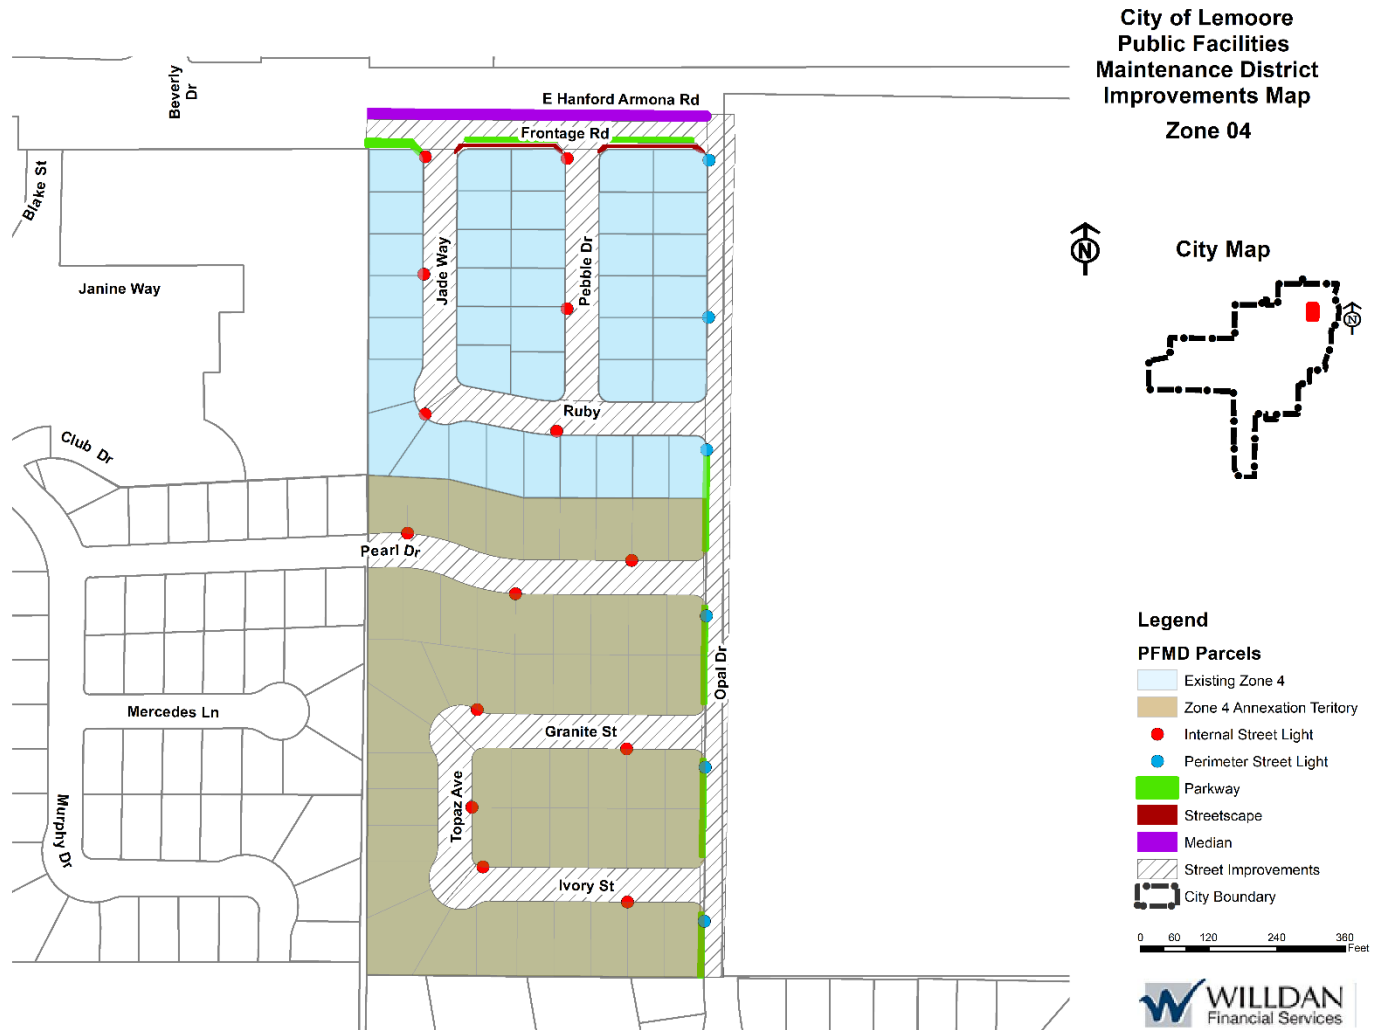 City of Lemoore
Public Facilities
Maintenance District
Improvements Map
Zone 04
Beverly
Dr
E Hanford Armona Rd
Frontage Rd
Blake St
Jade Way
Pebble Dr
Janine Way
N
City Map
N
Ruby
Club Dr
Pearl Dr
Opal Dr
Mercedes Ln
Granite St
Topaz Ave
Murphy Dr
Ivory St
Legend
PFMD Parcels
Existing Zone 4
Zone 4 Annexation Teritory
Internal Street Light
Perimeter Street Light
Parkway
Streetscape
Median
Street Improvements
City Boundary
0 60 120 240 360
Feet
WILLDAN
Financial Services